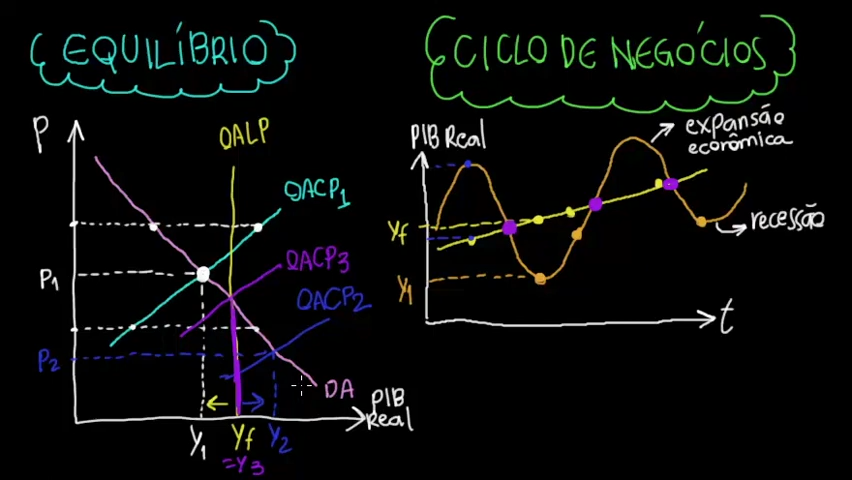 EQUILÍBRIO
CICLO DE NEGÓCIOS
P
OALP
OACP1
OACP3
OACP2
P1
P2
DA
PIB
Real
Y1
Yf
Y2
=Y3
PIB Real
expansão
econômica
Yf
recessão
Y1
t